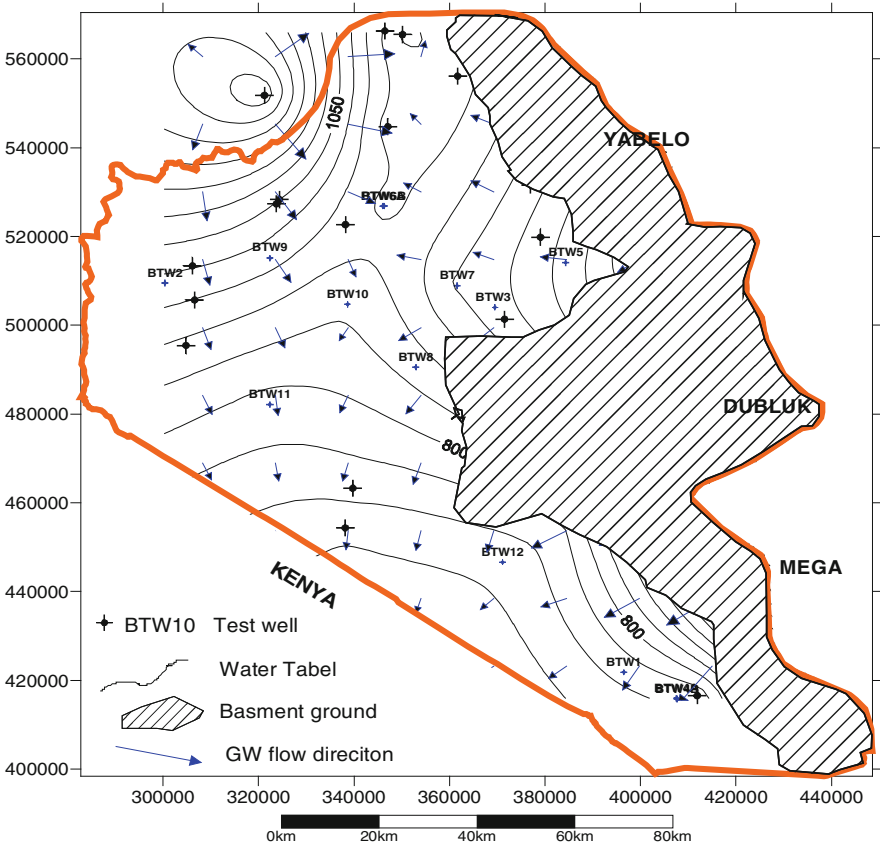 560000
540000
520000
500000
480000
460000
440000
420000
400000
1050
YABELO
BTW9
BTW5
BTW2
BTW7
BTW10
BTW3
BTW8
BTW11
DUBLUK
800
BTW12
MEGA
KENYA
800
BTW1
BTW10 Test well
Water Tabel
Basment ground
GW flow direciton
300000 320000 340000 360000 380000 400000 420000 440000
0km 20km 40km 60km 80km